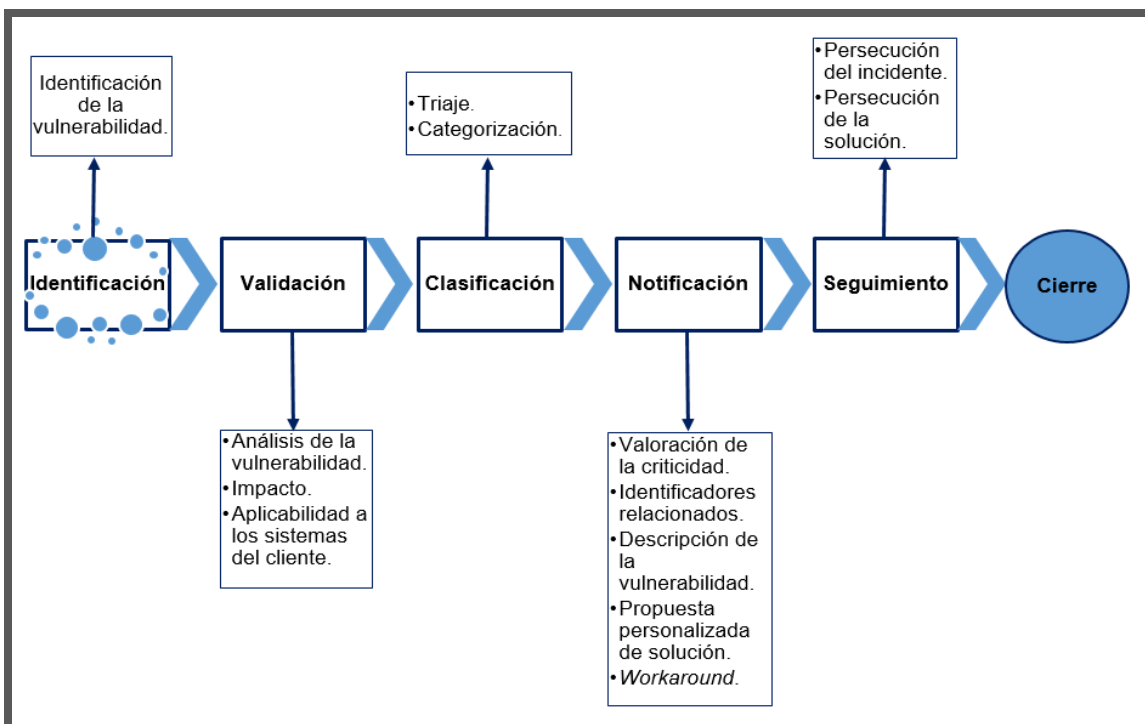 Identificación
de la
vulnerabilidad.
•Triaje.
•Categorización.
•Persecución
del incidente.
•Persecución
de la
solución.
Identificación
Validación
Clasificación
Notificación
Seguimiento
Cierre
•Análisis de la
vulnerabilidad.
•Impacto.
•Aplicabilidad a
los sistemas
del cliente.
•Valoración de
la criticidad.
•Identificadores
relacionados.
•Descripción de
la
vulnerabilidad.
•Propuesta
personalizada
de solución.
•Workaround.